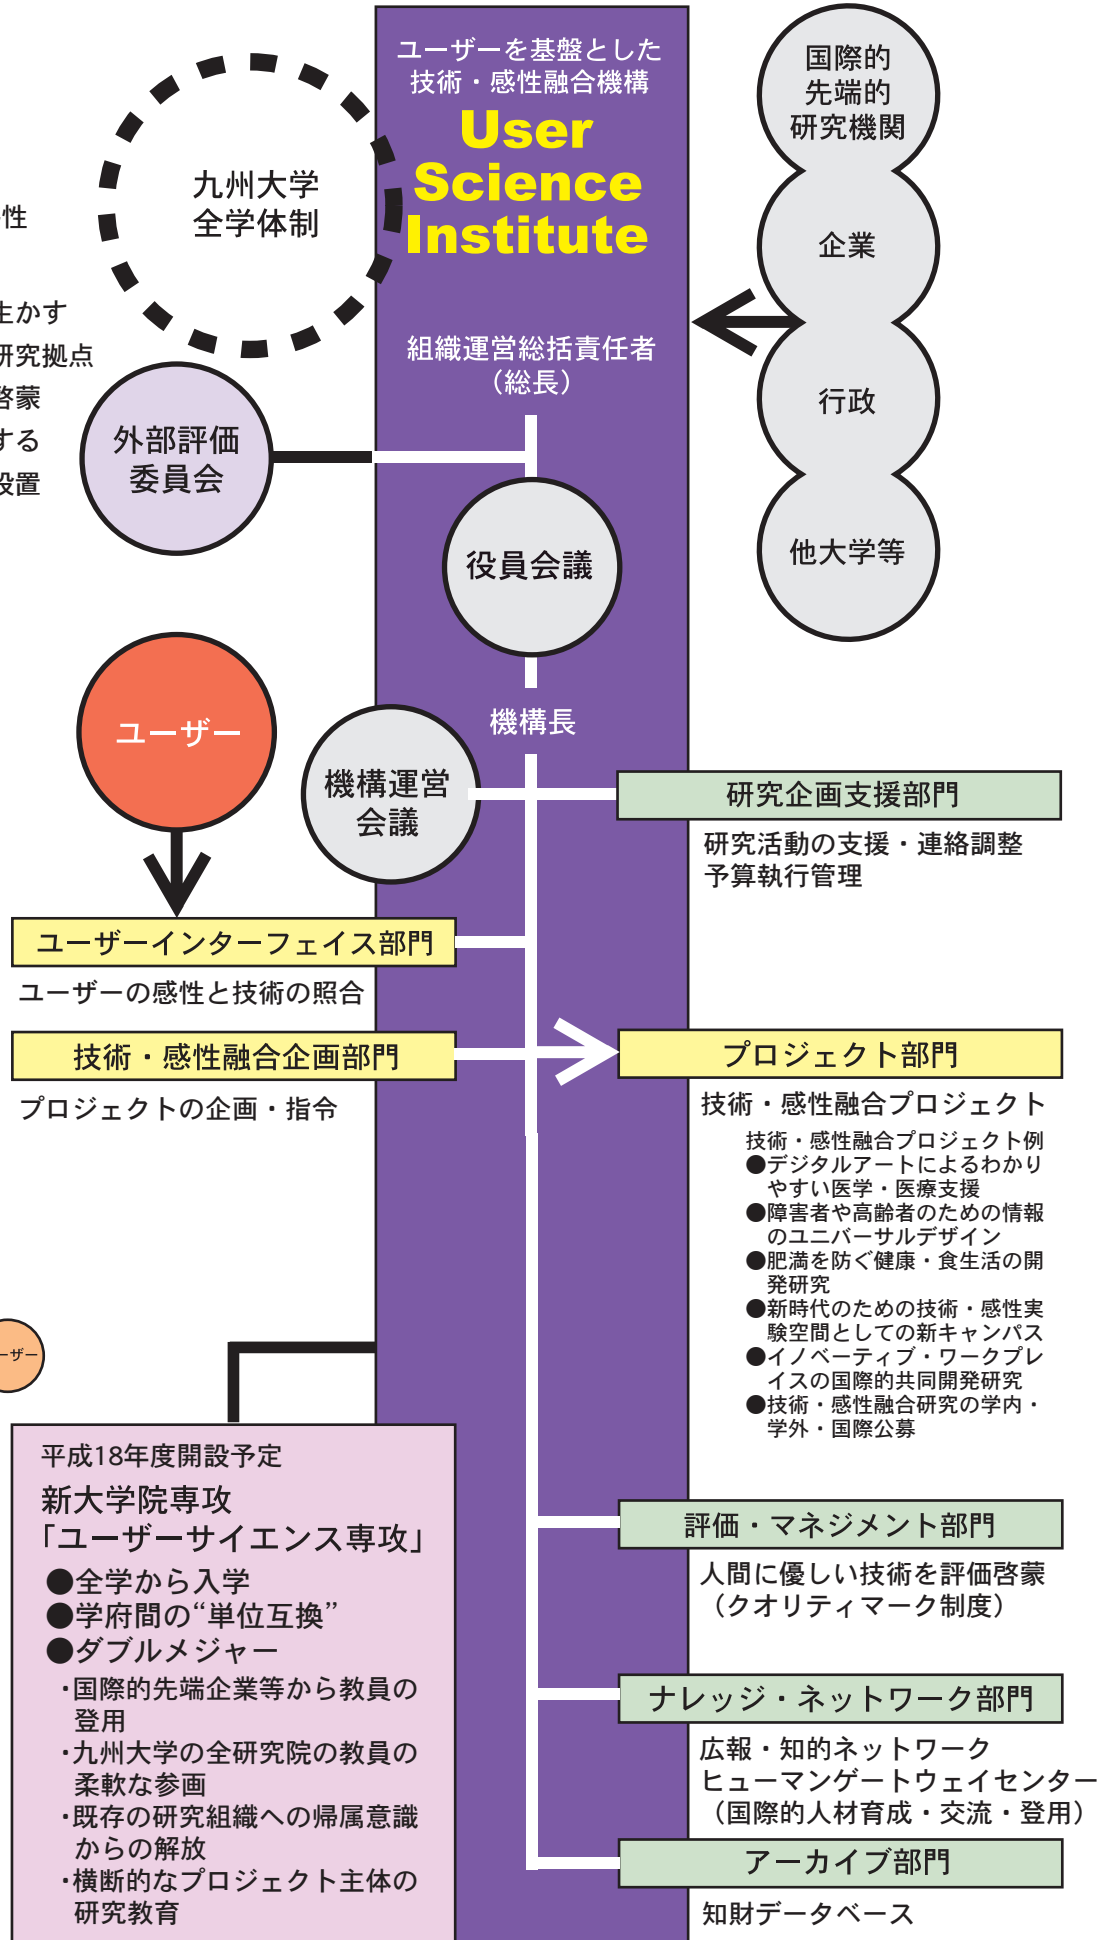 ユーザーを基盤とした
技術・感性融合機構
User
Science
Institute
九州大学
全学体制
国際的
先端的
研究機関
企業
行政
他大学等
性
生かす
研究拠点
啓蒙
する
設置
組織運営総括責任者
(総長)
外部評価
委員会
役員会議
ユーザー
機構長
機構運営
会議
研究企画支援部門
研究活動の支援・連絡調整
予算執行管理
ユーザーインターフェイス部門
ユーザーの感性と技術の照合
技術・感性融合企画部門
プロジェクトの企画・指令
プロジェクト部門
技術・感性融合プロジェクト
技術・感性融合プロジェクト例
●デジタルアートによるわかり
やすい医学・医療支援
●障害者や高齢者のための情報
のユニバーサルデザイン
●肥満を防ぐ健康・食生活の開
発研究
●新時代のための技術・感性実
験空間としての新キャンパス
●イノベーティブ・ワークプレ
イスの国際的共同開発研究
●技術・感性融合研究の学内・
学外・国際公募
ーザー
平成18年度開設予定
新大学院専攻
「ユーザーサイエンス専攻」
●全学から入学
●学府間の“単位互換”
●ダブルメジャー
・国際的先端企業等から教員の
登用
・九州大学の全研究院の教員の
柔軟な参画
・既存の研究組織への帰属意識
からの解放
・横断的なプロジェクト主体の
研究教育
評価・マネジメント部門
人間に優しい技術を評価啓蒙
（クオリティマーク制度）
ナレッジ・ネットワーク部門
広報・知的ネットワーク
ヒューマンゲートウェイセンター
（国際的人材育成・交流・登用）
アーカイブ部門
知財データベース